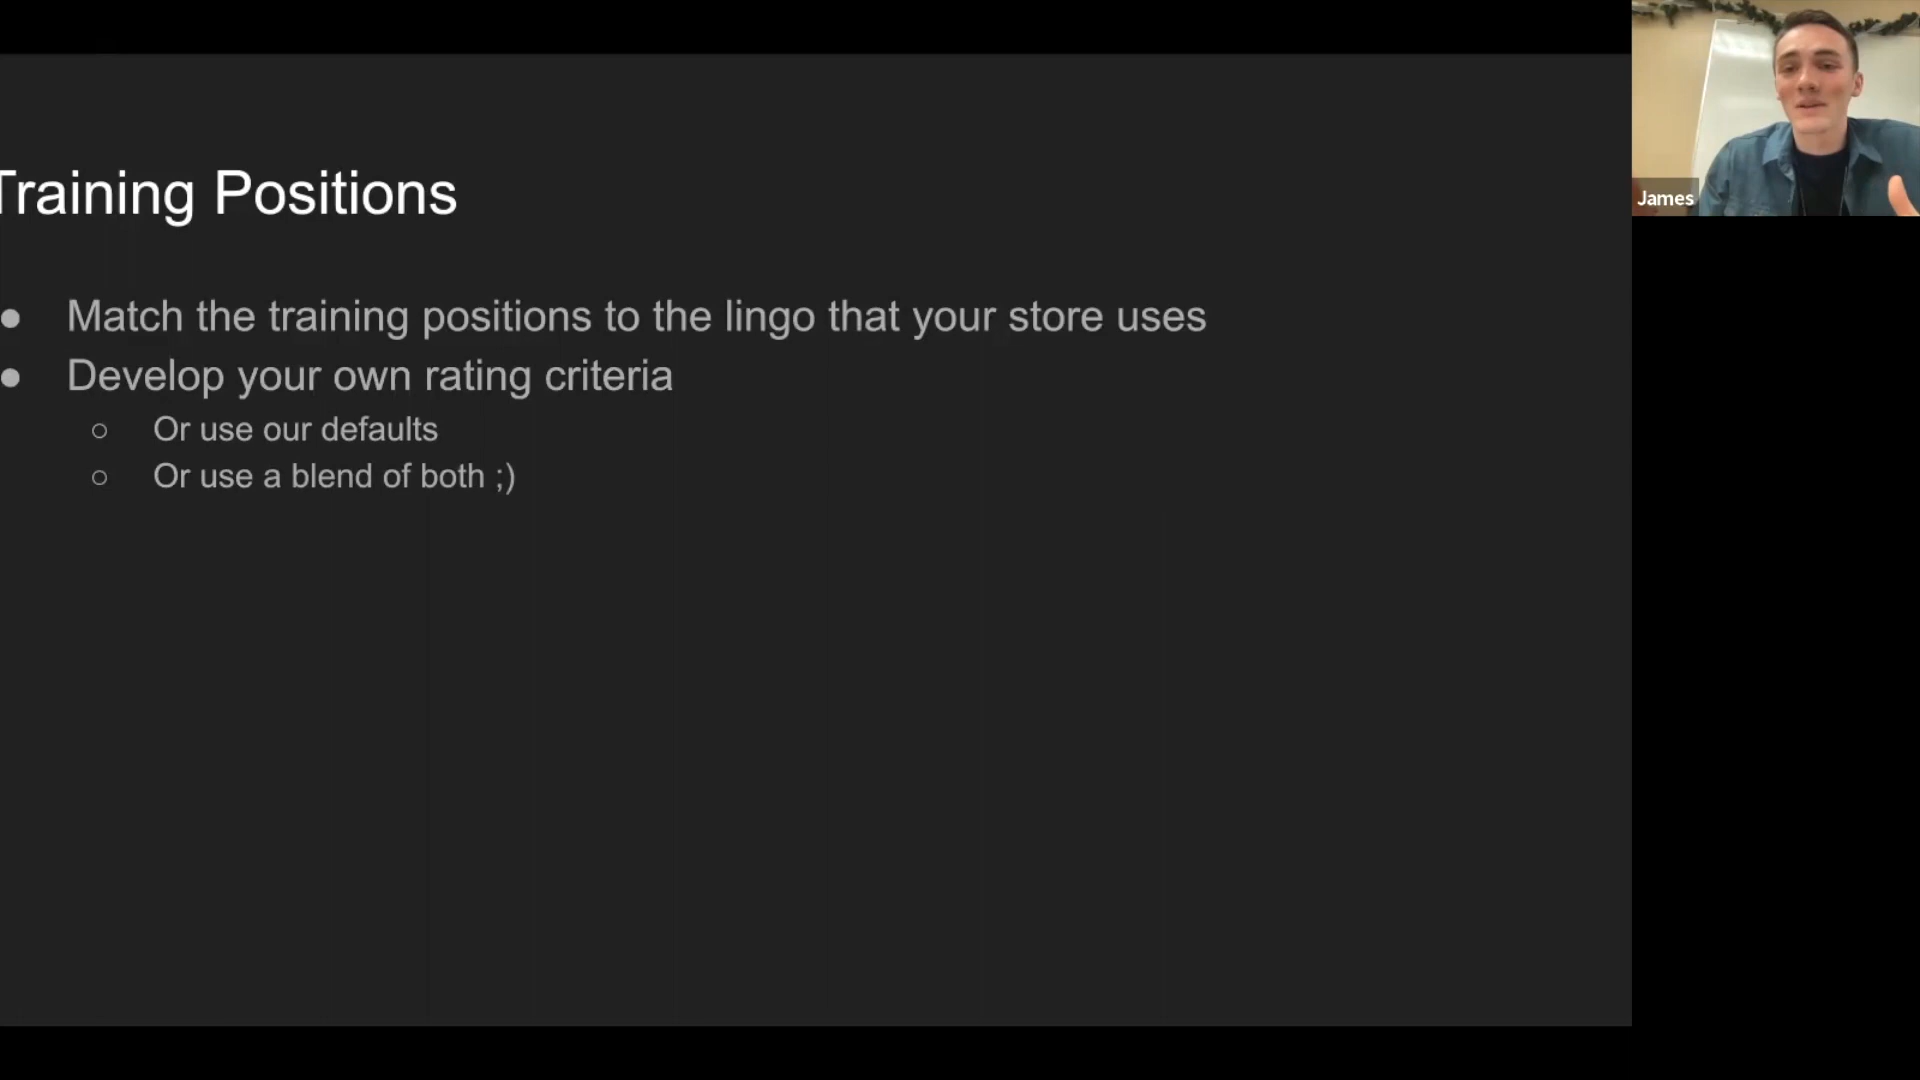 Training Positions
● Match the training positions to the lingo that your store uses
● Develop your own rating criteria
○ Or use our defaults
○ Or use a blend of both ;)
James